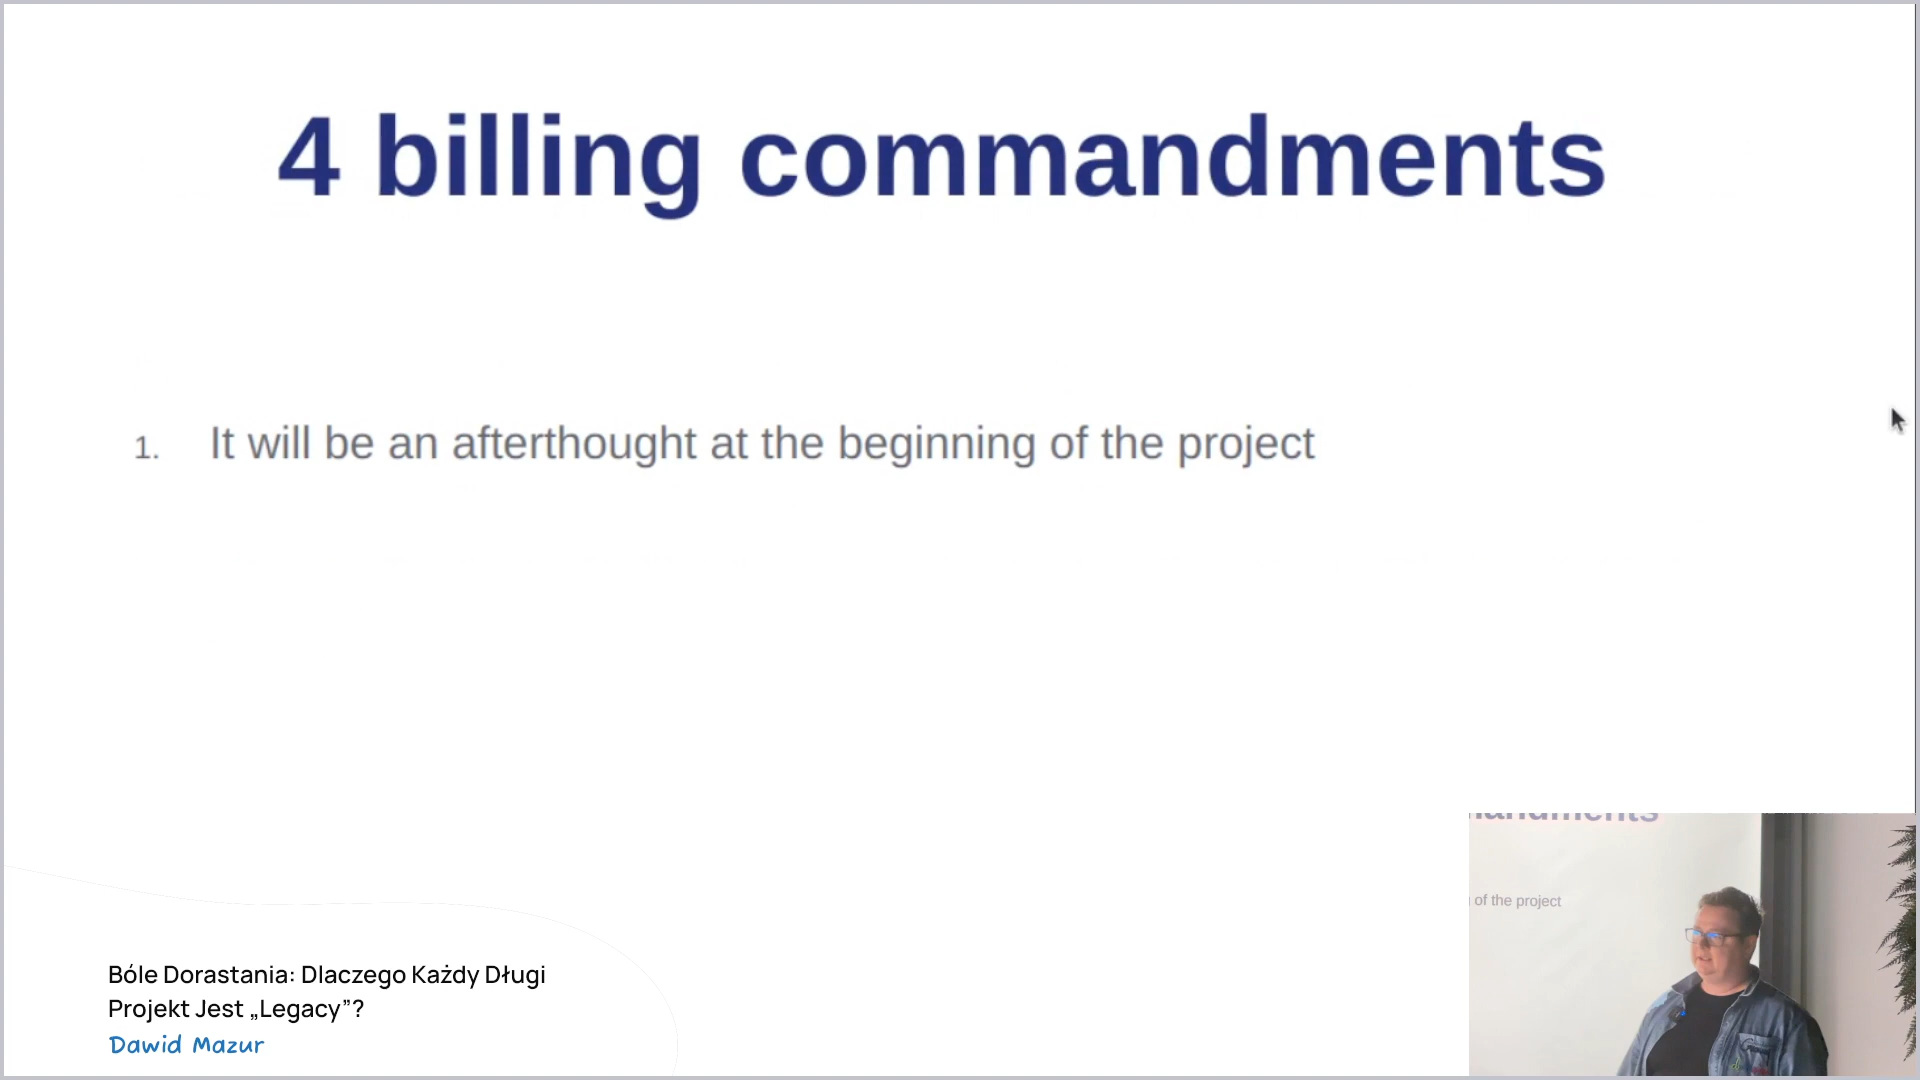 4 billing commandments
1. It will be an afterthought at the beginning of the project
Bóle Dorastania: Dlaczego Każdy Długi
Projekt Jest „Legacy”?
Dawid Mazur
of the project